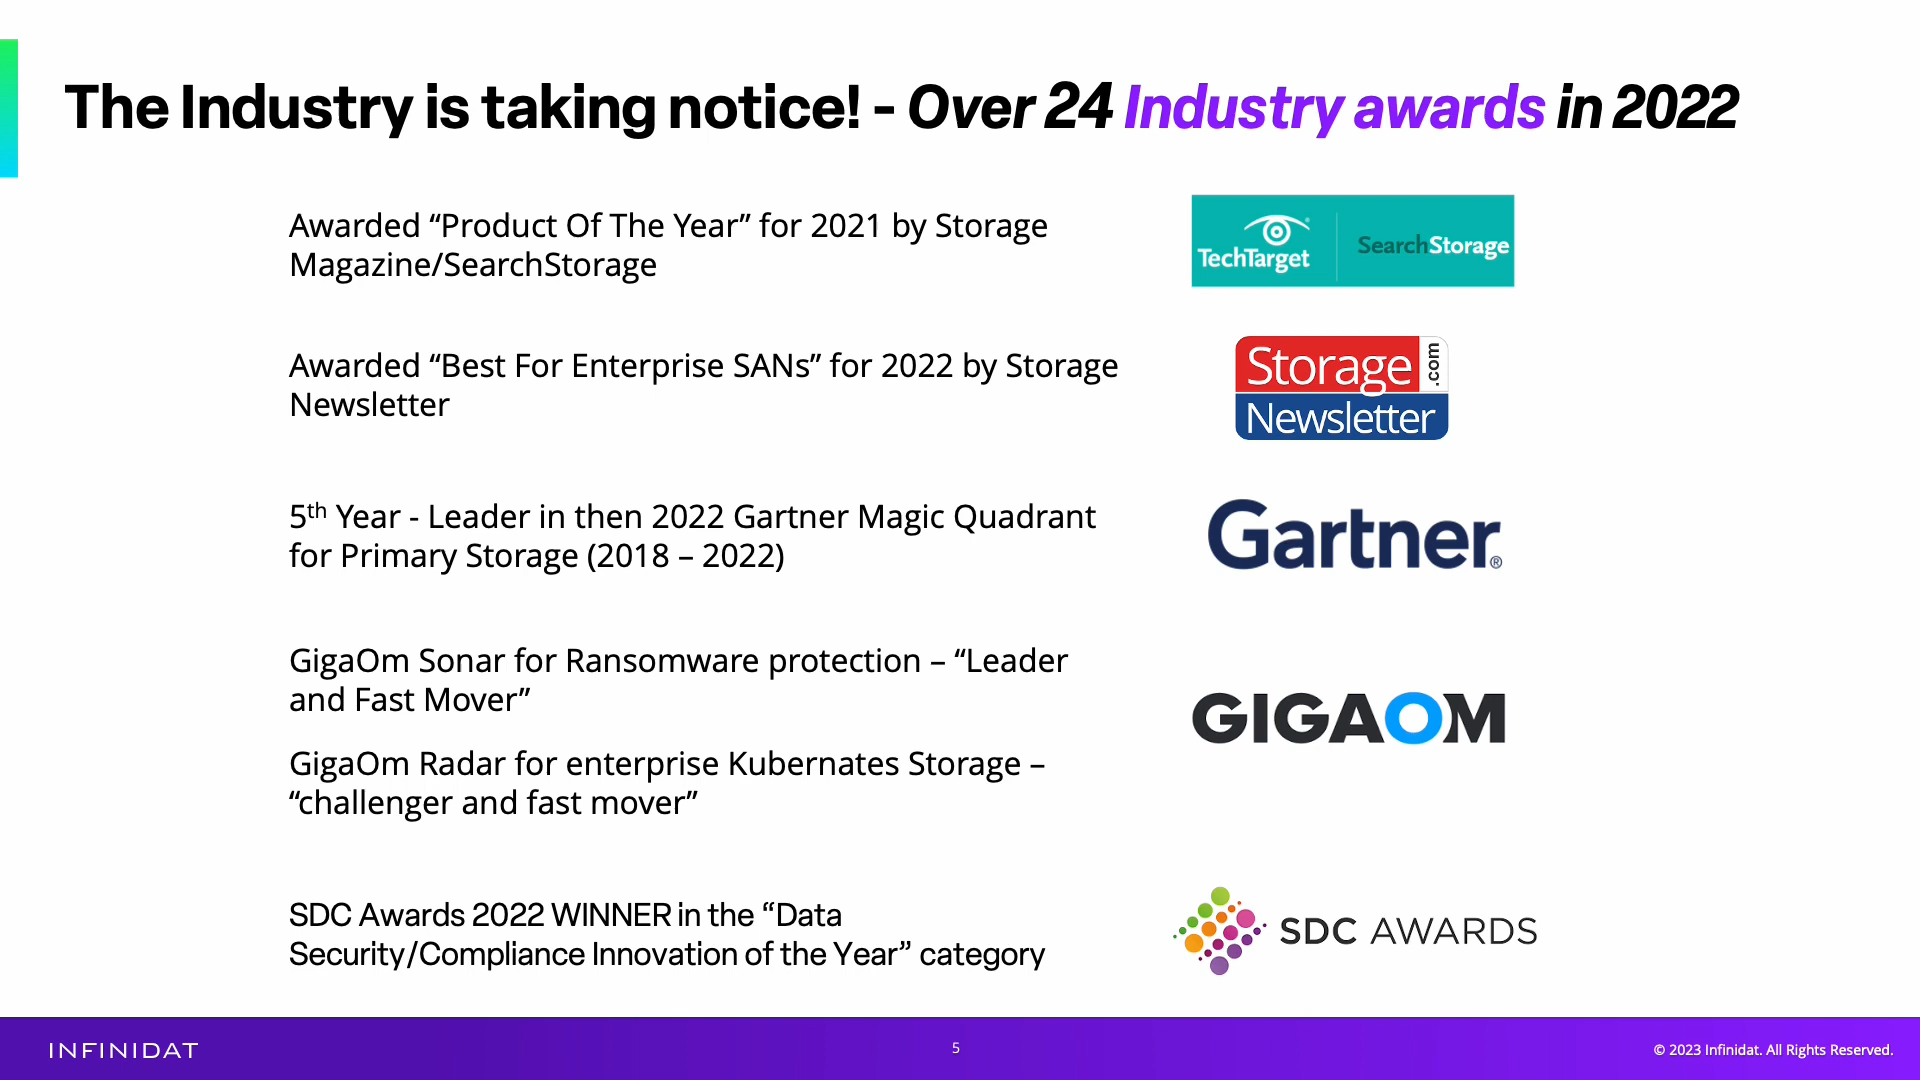 The Industry is taking notice! - Over 24 Industry awards in 2022
Awarded “Product Of The Year” for 2021 by Storage
Magazine/SearchStorage
TechTarget
SearchStorage
Awarded “Best For Enterprise SANs” for 2022 by Storage
Newsletter
Storage
.com
Newsletter
5th Year - Leader in then 2022 Gartner Magic Quadrant
for Primary Storage (2018 – 2022)
Gartner®
GigaOm Sonar for Ransomware protection – “Leader
and Fast Mover”
GigaOm Radar for enterprise Kubernates Storage –
“challenger and fast mover”
GIGAOM
SDC Awards 2022 WINNER in the “Data
Security/Compliance Innovation of the Year” category
SDC AWARDS
INFINIDAT
5
© 2023 Infinidat. All Rights Reserved.